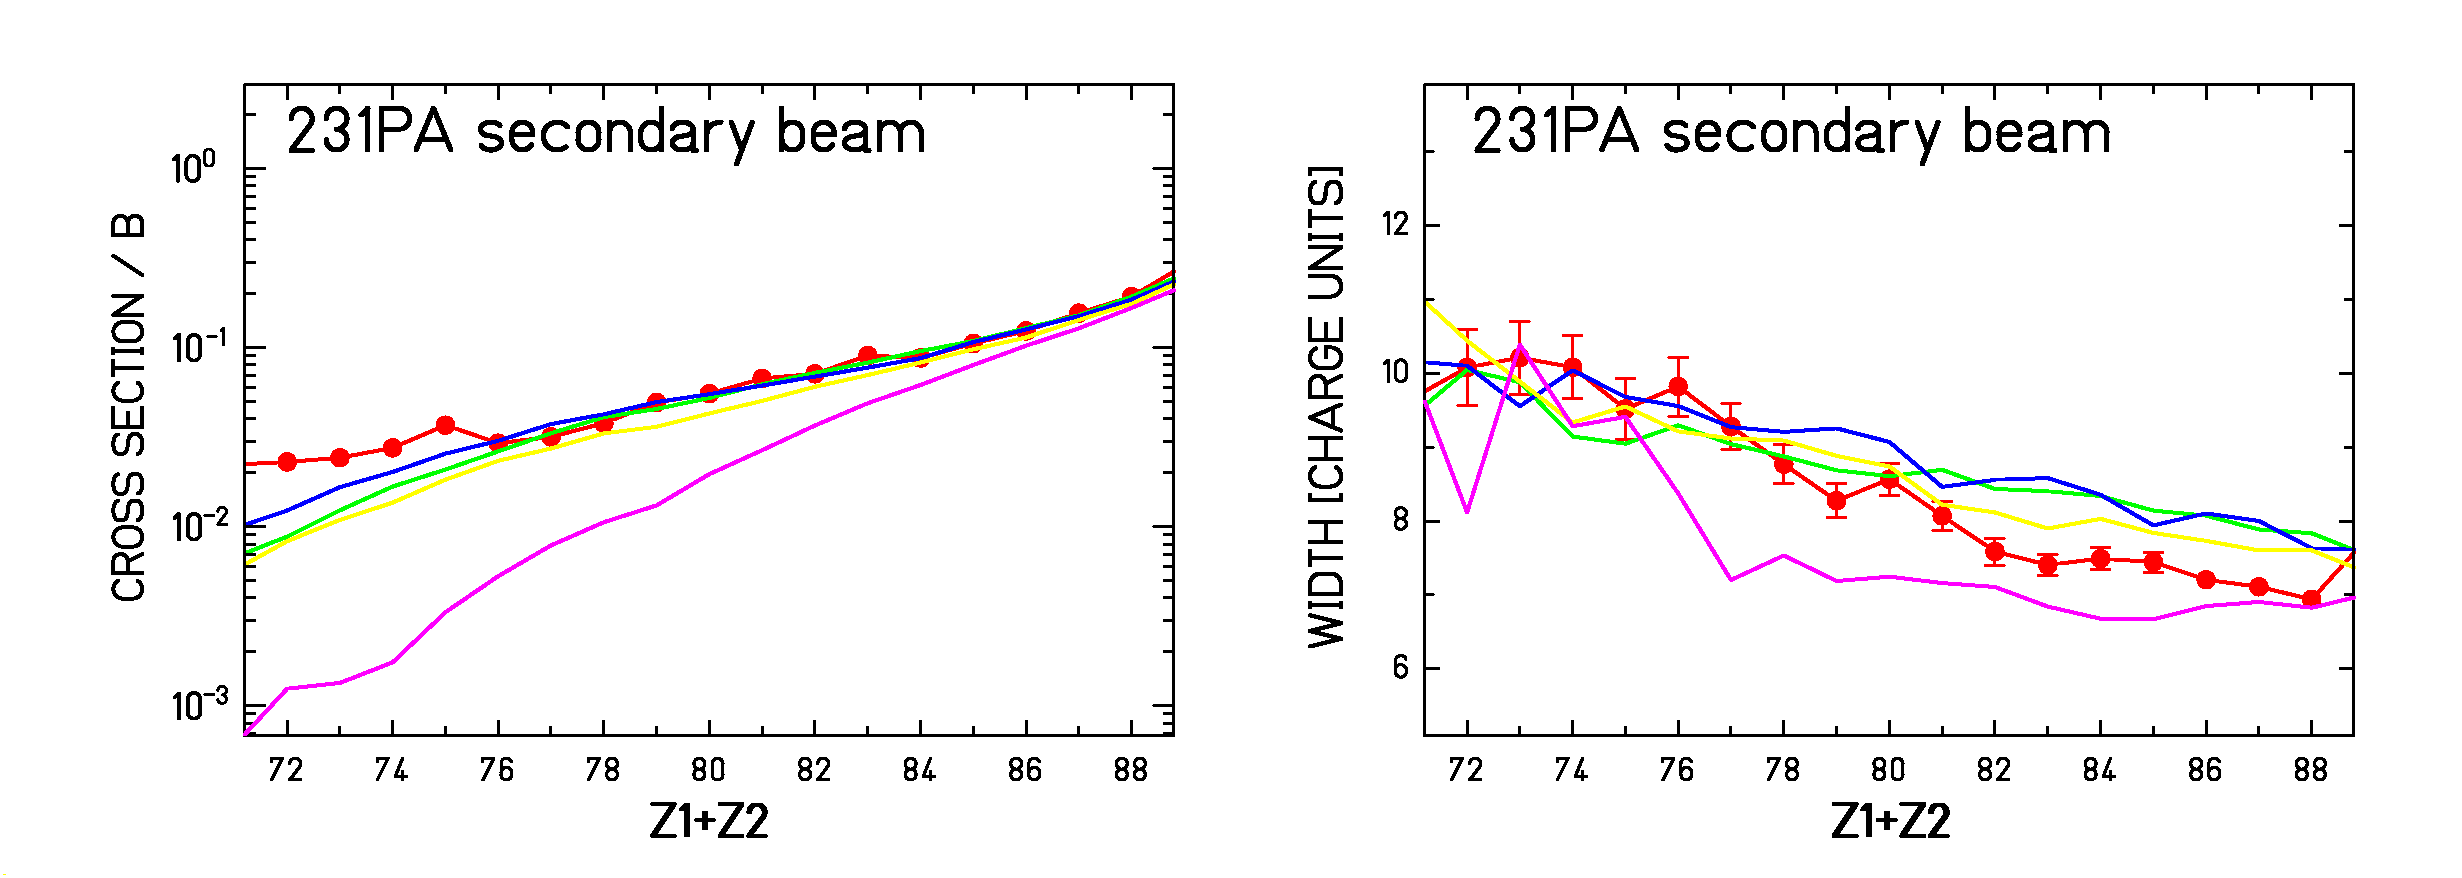 231PA secondary beam
CROSS SECTION / B
10⁰
10⁻¹
10⁻²
10⁻³
72 74 76 78 80 82 84 86 88
Z1+Z2
231PA secondary beam
WIDTH [CHARGE UNITS]
12
10
8
6
72 74 76 78 80 82 84 86 88
Z1+Z2